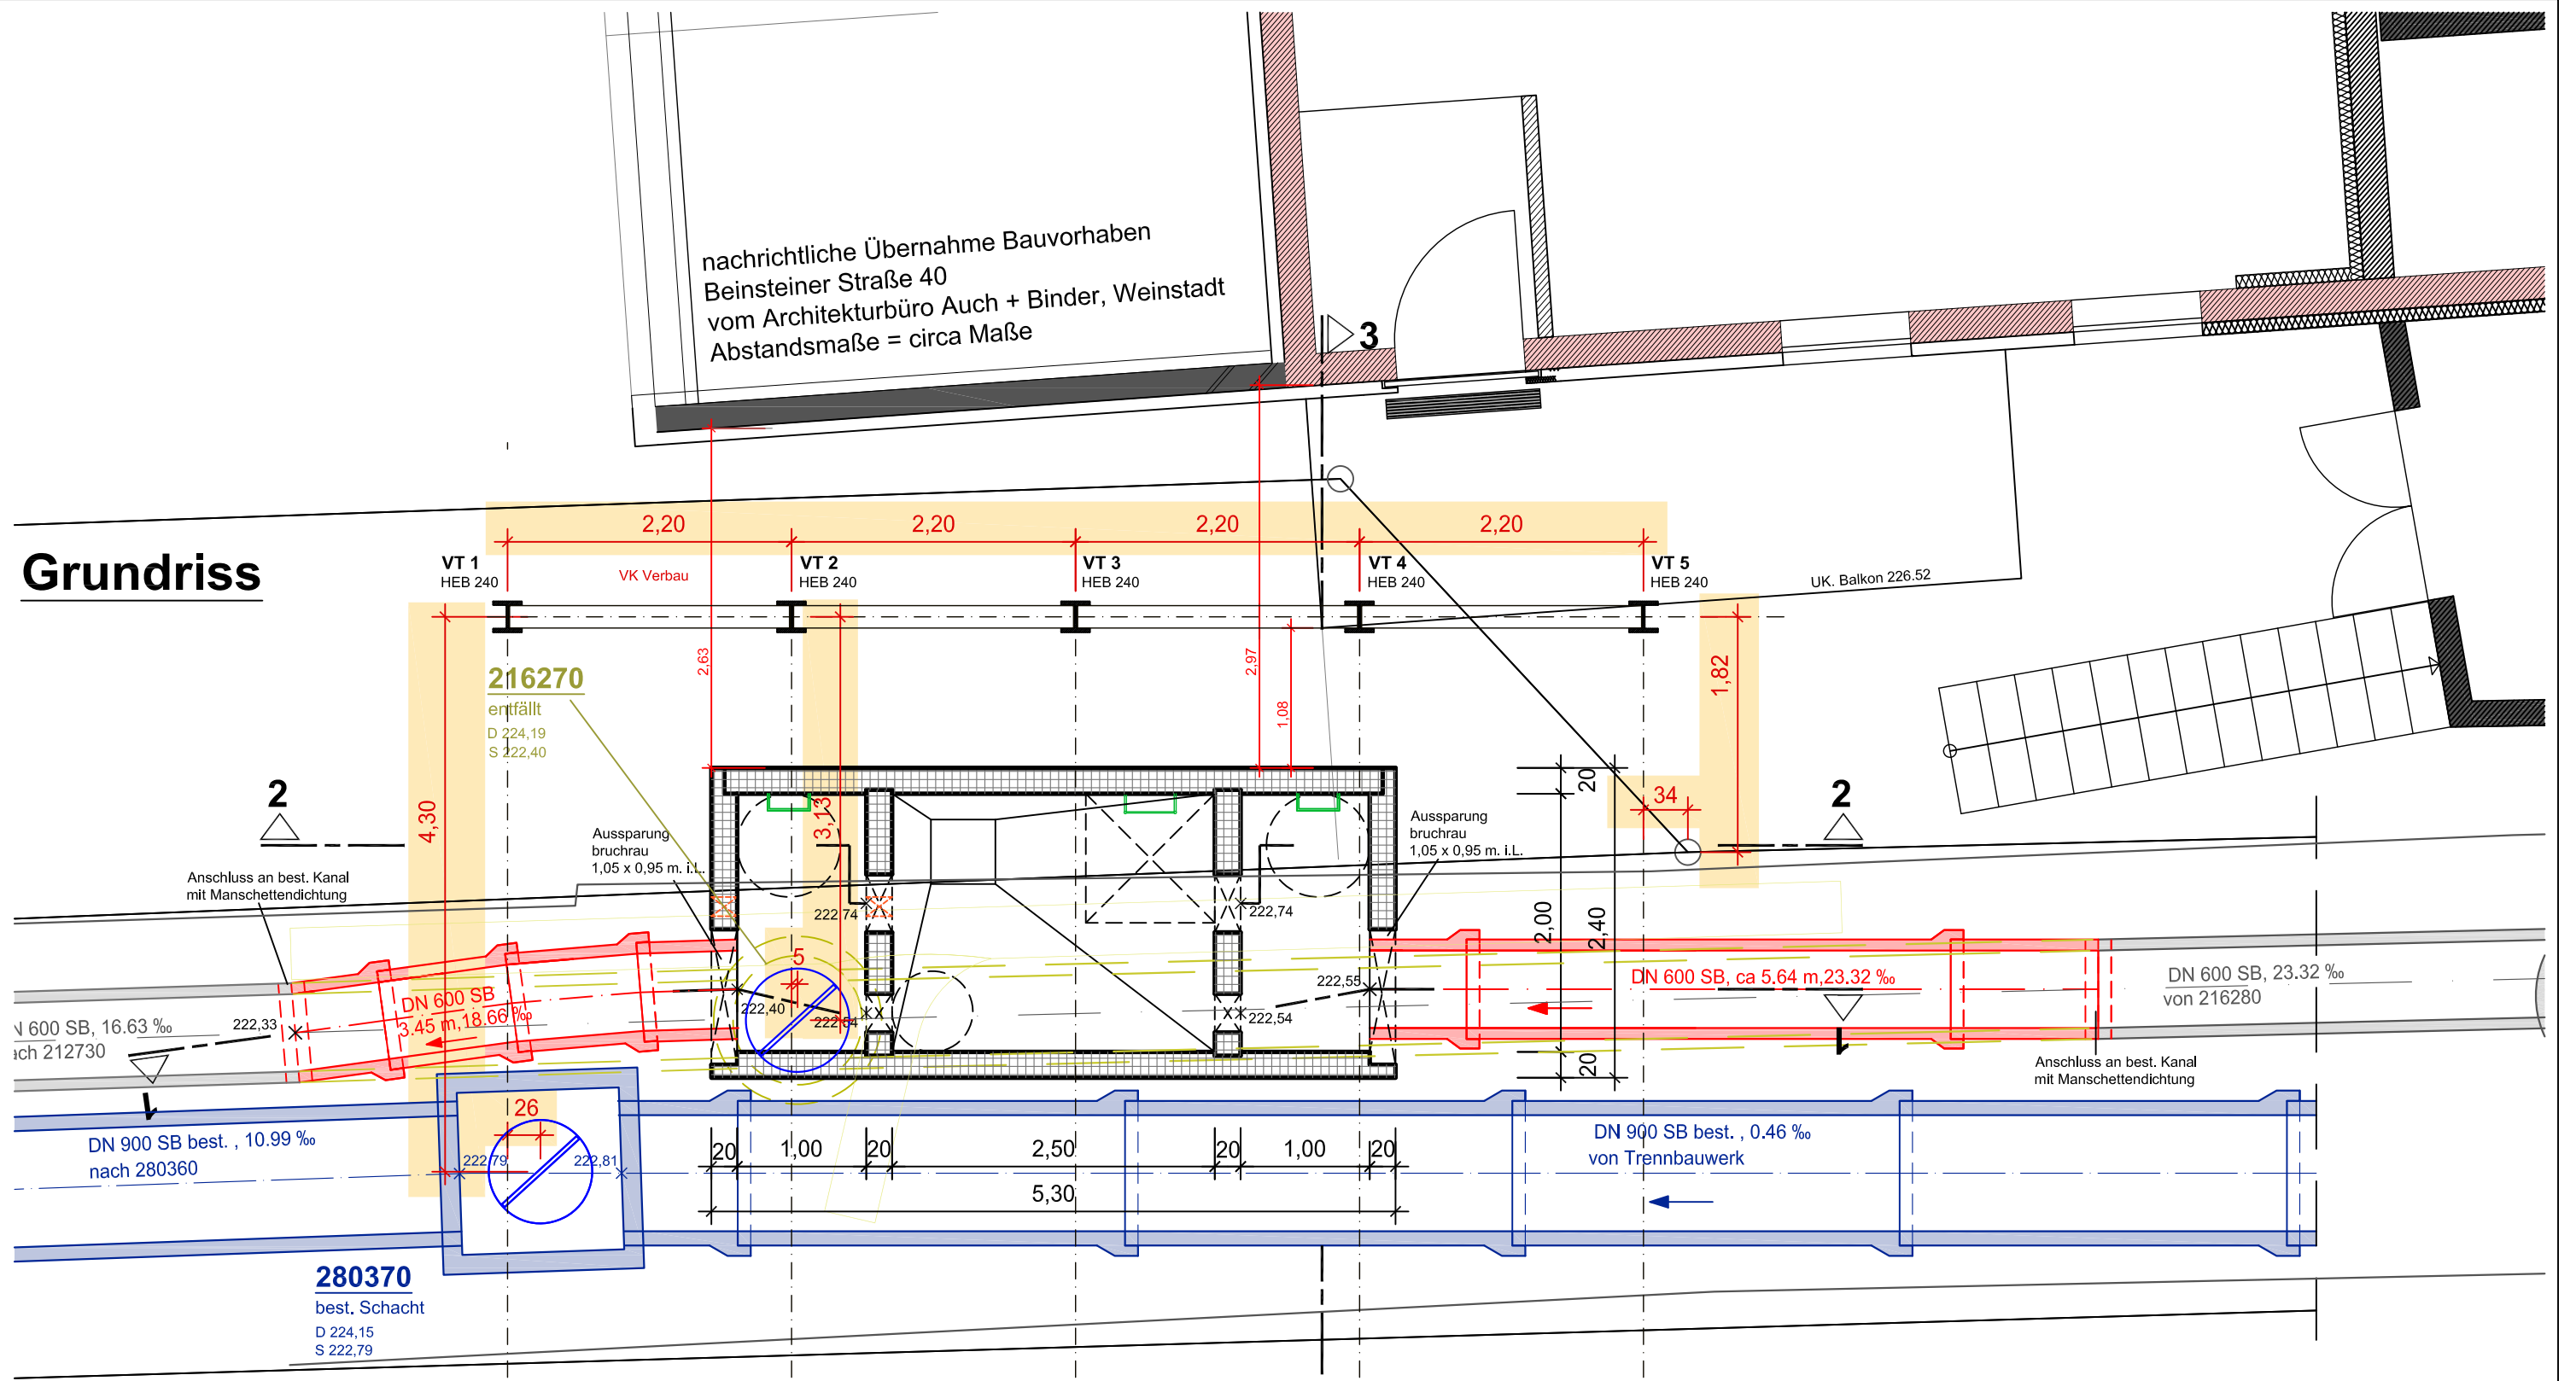 nachrichtliche Übernahme Bauvorhaben
Beinsteiner Straße 40
vom Architekturbüro Auch + Binder, Weinstadt
Abstandsmaße = circa Maße
3
Grundriss
2,20
2,20
2,20
2,20
VT 1
HEB 240
VK Verbau
VT 2
HEB 240
VT 3
HEB 240
VT 4
HEB 240
VT 5
HEB 240
UK. Balkon 226.52
2,63
2,97
1,08
1,82
216270
entfällt
D 224,19
S 222,40
4,30
3,13
34
20
2
2
Aussparung
bruchrau
1,05 x 0,95 m. i.L.
Aussparung
bruchrau
1,05 x 0,95 m. i.L.
Anschluss an best. Kanal
mit Manschettendichtung
222,74
222,74
2,00
2,40
5
222,40
222,55
222,54
DN 600 SB
3.45 m,18.66 ‰
222,33
N 600 SB, 16.63 ‰
ach 212730
DN 600 SB, ca 5.64 m,23.32 ‰
DN 600 SB, 23.32 ‰
von 216280
1
1
20
Anschluss an best. Kanal
mit Manschettendichtung
26
DN 900 SB best. , 10.99 ‰
nach 280360
222,79
222,81
20
1,00
20
2,50
20
1,00
20
5,30
DN 900 SB best. , 0.46 ‰
von Trennbauwerk
280370
best. Schacht
D 224,15
S 222,79